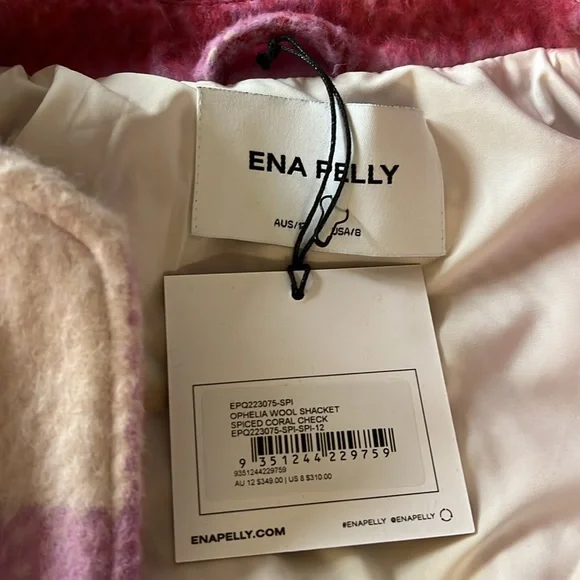 ENA PELLY
USA/8
EPQ223075-SPI
OPHELIA WOOL SHACKET
SPICED CORAL CHECK
EPQ223075-SPI-SPI-12
9 351244 229759
9351244229759
AU 12 $349.00 | US 8 $310.00
ENAPELLY.COM
#ENAPELLY @ENAPELLY